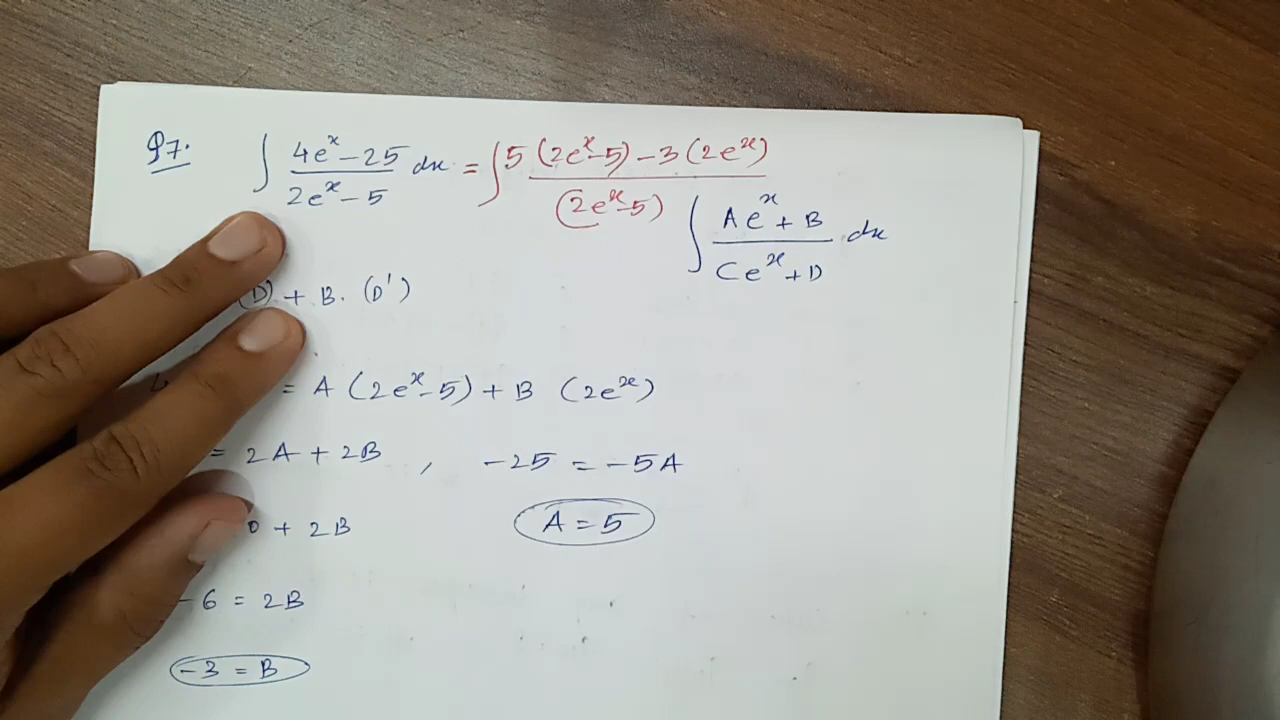 Q7. ∫ 4e^x - 25 / 2e^x - 5 dx = ∫ 5(2e^x - 5) - 3(2e^x) / (2e^x - 5)
∫ Ae^x + B / Ce^x + D dx
(D) + B. (D')
= A (2e^x - 5) + B (2e^x)
= 2A + 2B , -25 = -5A
+ 2B A = 5
-6 = 2B
-3 = B